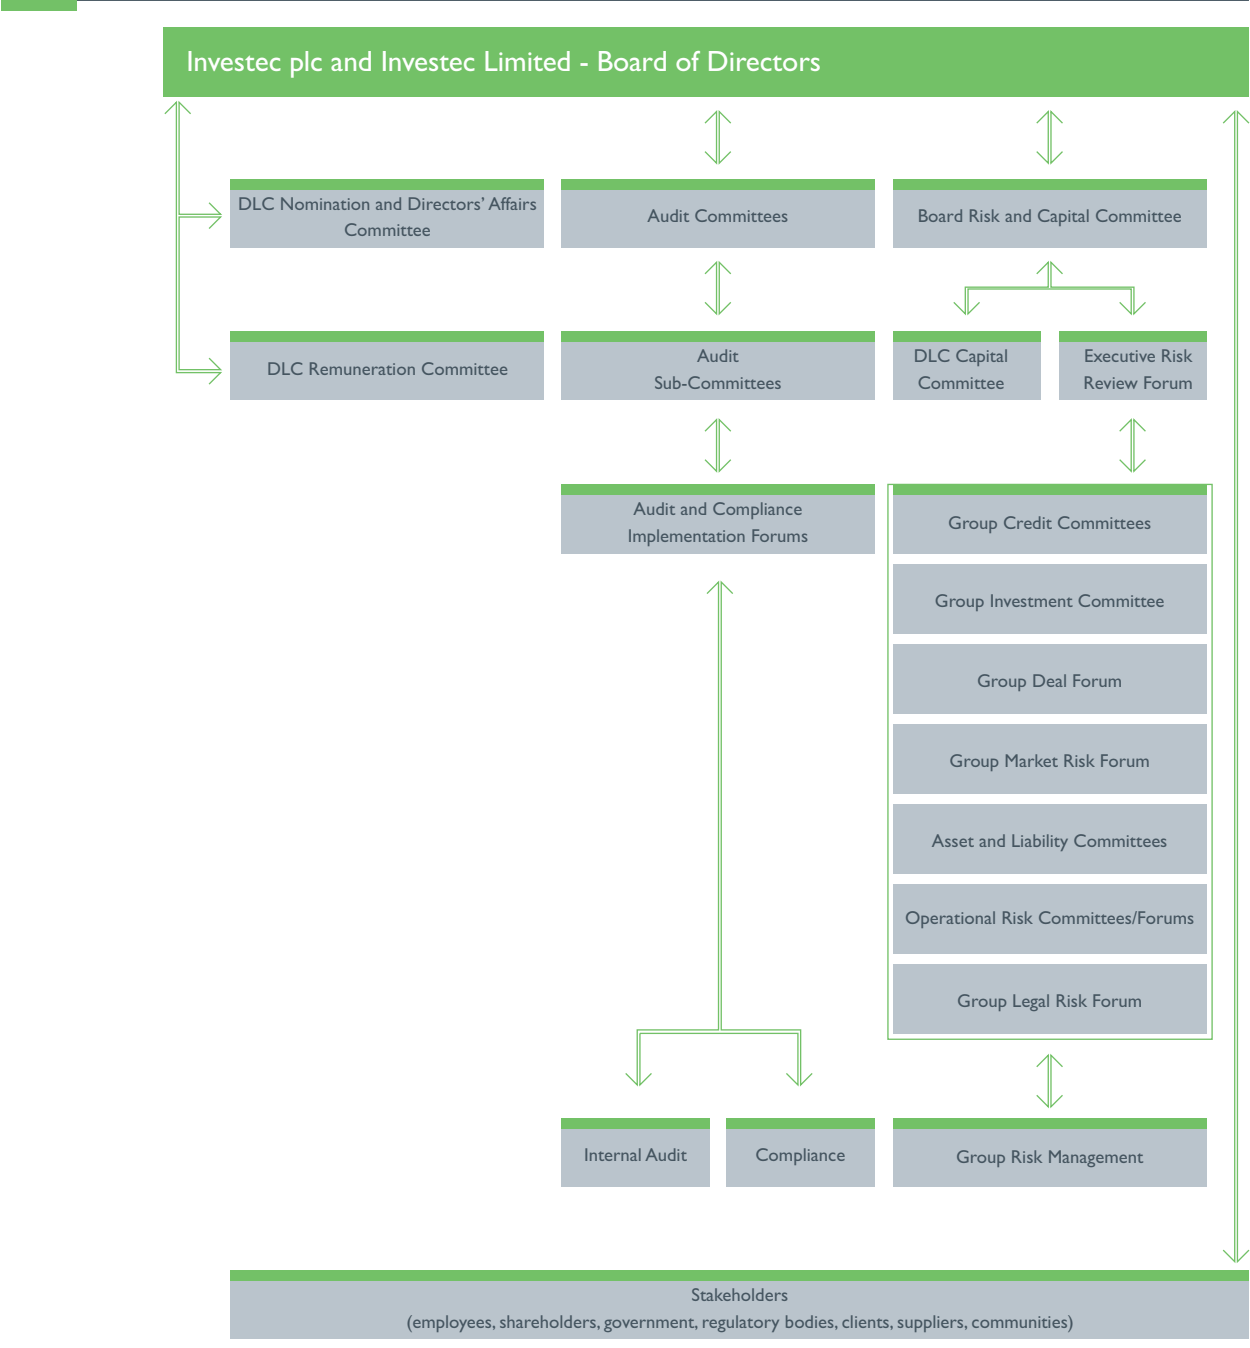 Investec plc and Investec Limited - Board of Directors
DLC Nomination and Directors' Affairs
Committee
Audit Committees
Board Risk and Capital Committee
DLC Remuneration Committee
Audit
Sub-Committees
DLC Capital
Committee
Executive Risk
Review Forum
Audit and Compliance
Implementation Forums
Group Credit Committees
Group Investment Committee
Group Deal Forum
Group Market Risk Forum
Asset and Liability Committees
Operational Risk Committees/Forums
Group Legal Risk Forum
Internal Audit
Compliance
Group Risk Management
Stakeholders
(employees, shareholders, government, regulatory bodies, clients, suppliers, communities)